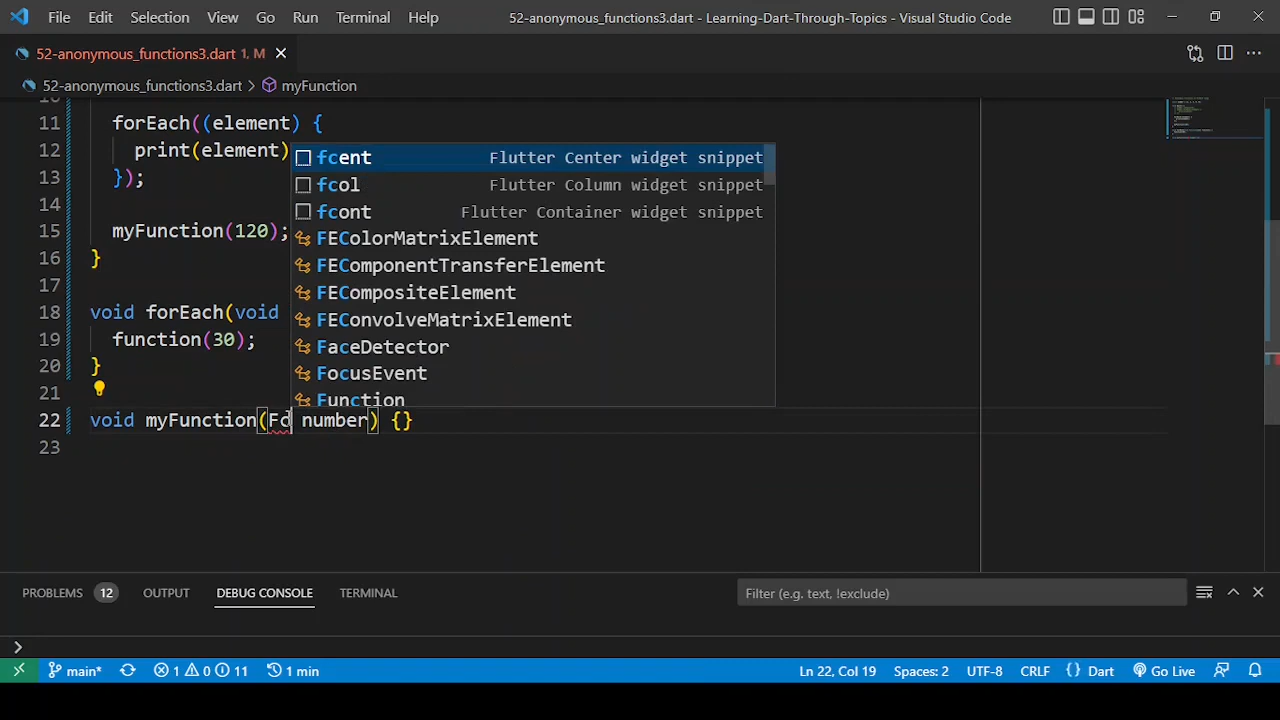 File Edit Selection View Go Run Terminal Help 52-anonymous_functions3.dart - Learning-Dart-Through-Topics - Visual Studio Code
52-anonymous_functions3.dart 1, M
52-anonymous_functions3.dart > myFunction
11 forEach((element) {
12 print(element)
13 });
14
15 myFunction(120);
16 }
17
18 void forEach(void
19 function(30);
20 }
21
22 void myFunction(Fc number) {}
23
fcent Flutter Center widget snippet
fcol Flutter Column widget snippet
fcont Flutter Container widget snippet
FEColorMatrixElement
FEComponentTransferElement
FECompositeElement
FEConvolveMatrixElement
FaceDetector
FocusEvent
Function
PROBLEMS 12 OUTPUT DEBUG CONSOLE TERMINAL Filter (e.g. text, !exclude)
>
main* 1 0 11 1 min Ln 22, Col 19 Spaces: 2 UTF-8 CRLF {} Dart Go Live